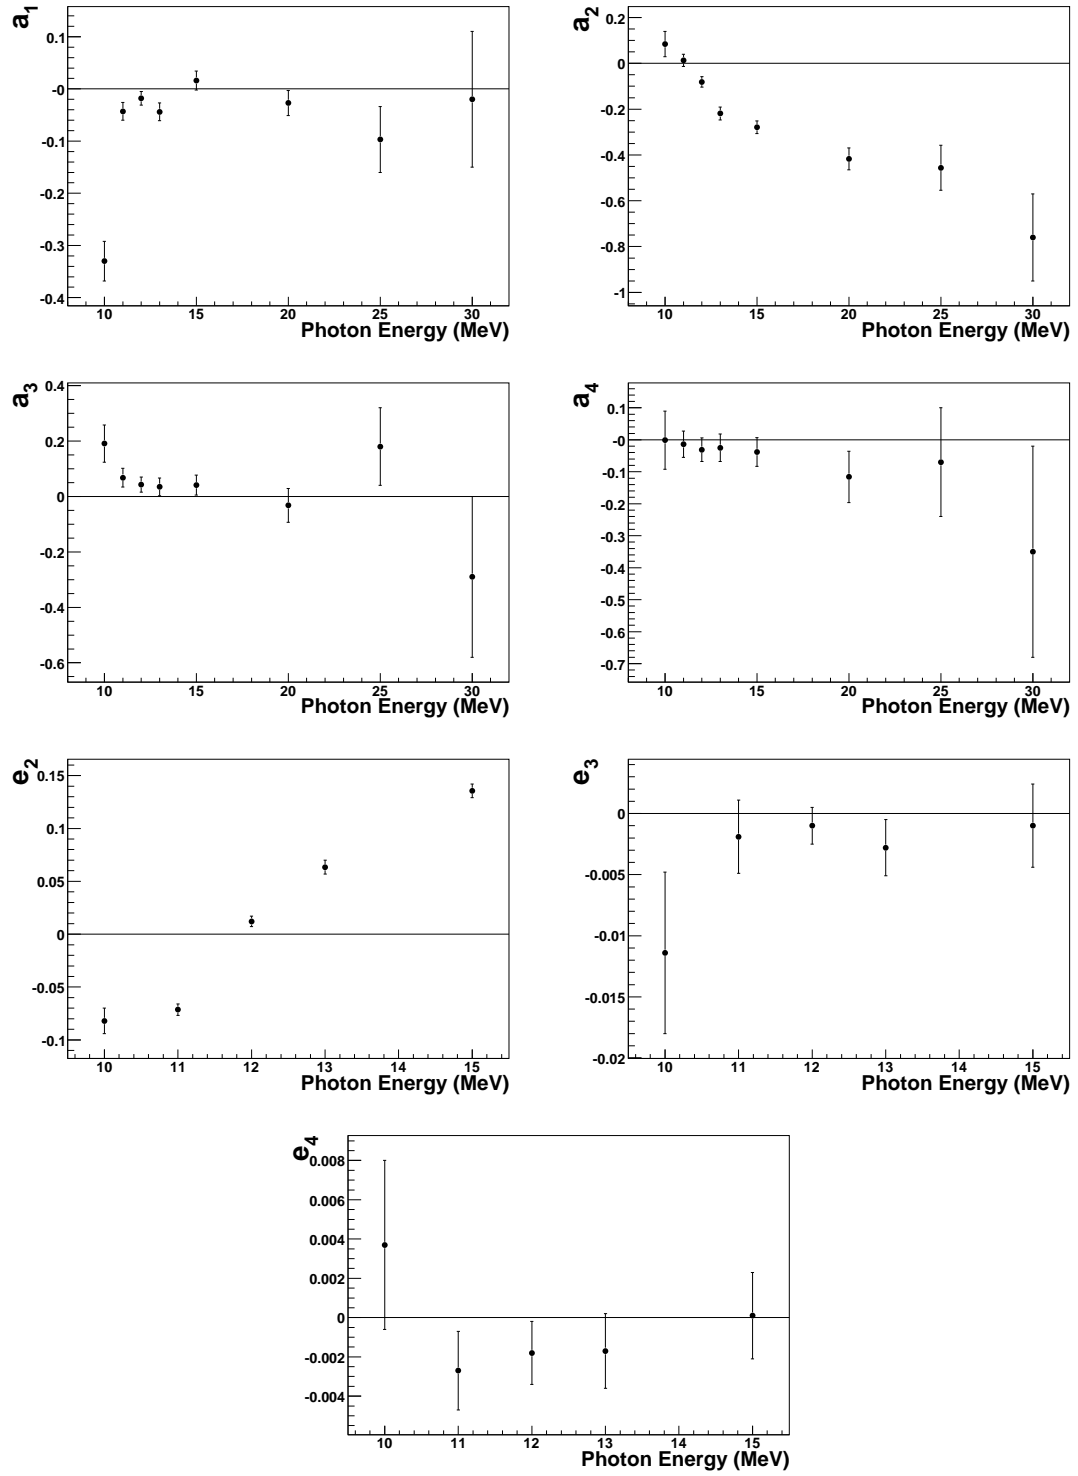 a1
0.1
-0
-0.1
-0.2
-0.3
-0.4
10 15 20 25 30
Photon Energy (MeV)
a2
0.2
0
-0.2
-0.4
-0.6
-0.8
-1
10 15 20 25 30
Photon Energy (MeV)
a3
0.4
0.2
0
-0.2
-0.4
-0.6
10 15 20 25 30
Photon Energy (MeV)
a4
0.1
-0
-0.1
-0.2
-0.3
-0.4
-0.5
-0.6
-0.7
10 15 20 25 30
Photon Energy (MeV)
e2
0.15
0.1
0.05
0
-0.05
-0.1
10 11 12 13 14 15
Photon Energy (MeV)
e3
0
-0.005
-0.01
-0.015
-0.02
10 11 12 13 14 15
Photon Energy (MeV)
e4
0.008
0.006
0.004
0.002
0
-0.002
-0.004
10 11 12 13 14 15
Photon Energy (MeV)